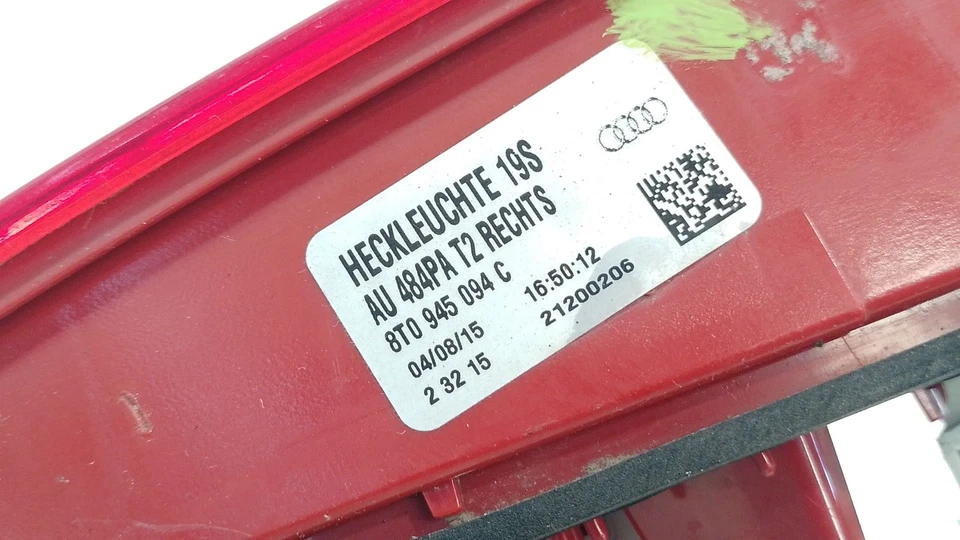 HECKLEUCHTE 19S
AU 484PA T2 RECHTS
8T0 945 094 C
04/08/15 16:50:12
2 32 15 21200206